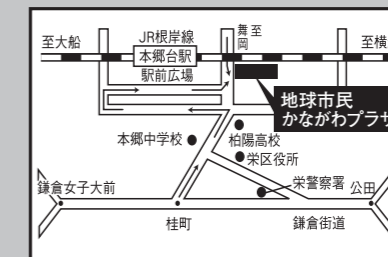 至大船
JR根岸線
舞岡
至
至横
本郷台駅
駅前広場
地球市民
かながわプラザ
本郷中学校
柏陽高校
栄区役所
鎌倉女子大前
栄警察署
公田
桂町
鎌倉街道